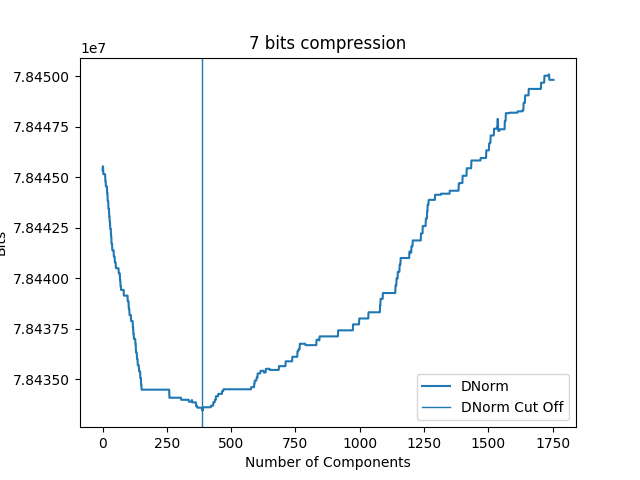 7 bits compression
1e7
7.84500
7.84475
7.84450
7.84425
7.84400
7.84375
7.84350
Bits
0 250 500 750 1000 1250 1500 1750
Number of Components
DNorm
DNorm Cut Off